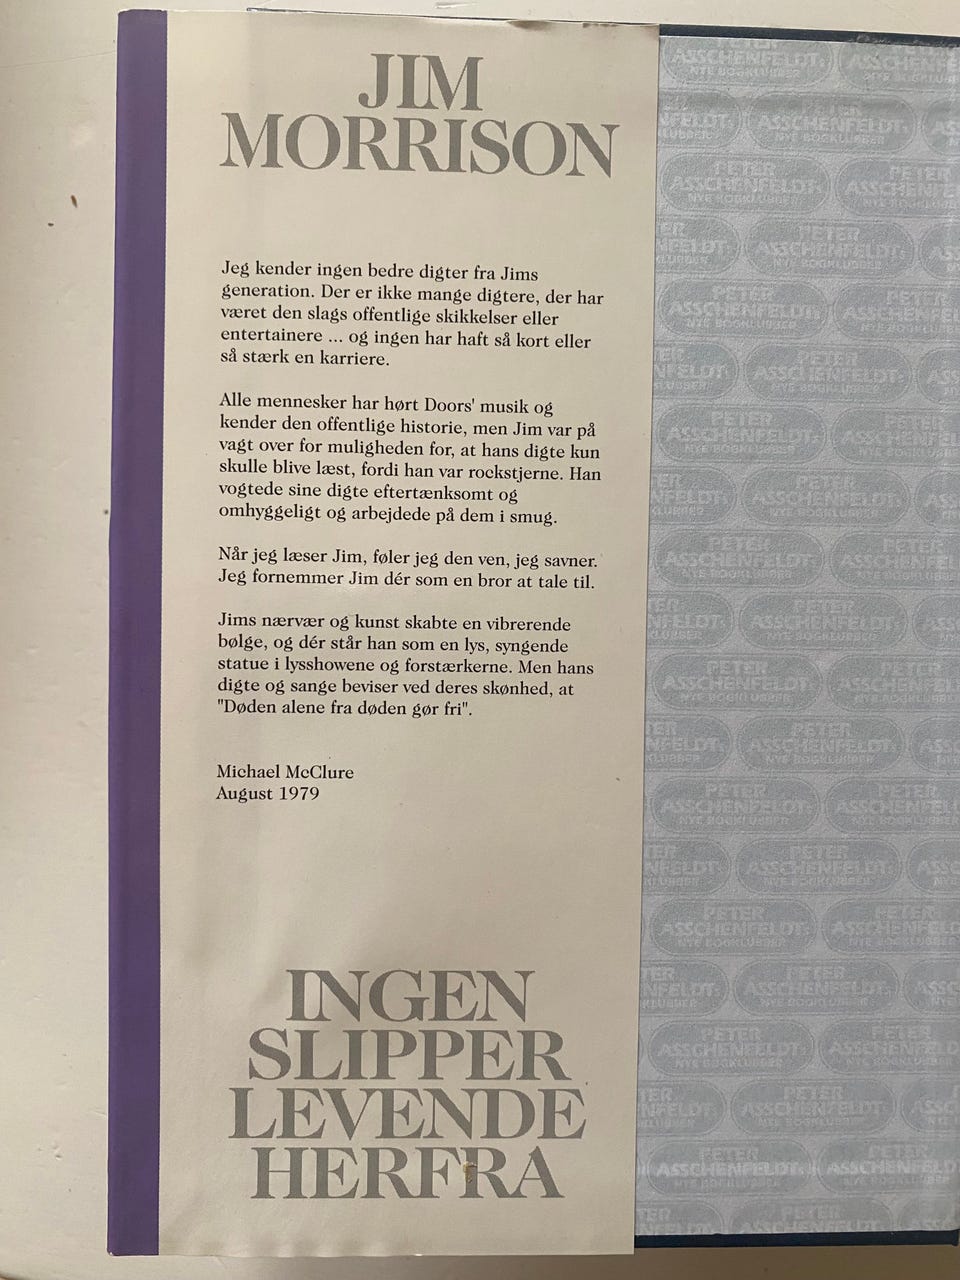 JIM
MORRISON
Jeg kender ingen bedre digter fra Jims
generation. Der er ikke mange digtere, der har
været den slags offentlige skikkelser eller
entertainere ... og ingen har haft så kort eller
så stærk en karriere.
Alle mennesker har hørt Doors' musik og
kender den offentlige historie, men Jim var på
vagt over for muligheden for, at hans digte kun
skulle blive læst, fordi han var rockstjerne. Han
vogtede sine digte eftertænksomt og
omhyggeligt og arbejdede på dem i smug.
Når jeg læser Jim, føler jeg den ven, jeg savner.
Jeg fornemmer Jim dér som en bror at tale til.
Jims nærvær og kunst skabte en vibrerende
bølge, og dér står han som en lys, syngende
statue i lysshowene og forstærkerne. Men hans
digte og sange beviser ved deres skønhed, at
"Døden alene fra døden gør fri".
Michael McClure
August 1979
INGEN
SLIPPER
LEVENDE
HERFRA
PETER
ASSCHENFELDTs
NYE BOGKLUBBER